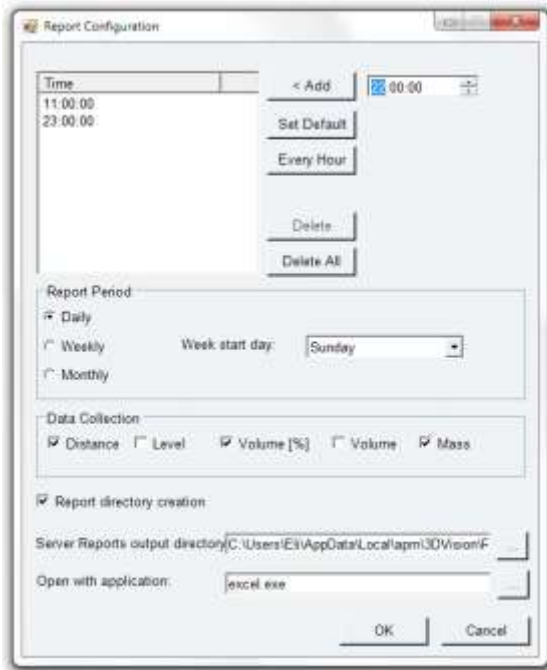 Report Configuration
Time
< Add
22:00:00
11:00:00
23:00:00
Set Default
Every Hour
Delete
Delete All
Report Period
Daily
Weekly
Week start day:
Sunday
Monthly
Data Collection
Distance
Level
Volume [%]
Volume
Mass
Report directory creation
Server Reports output directory
C:\Users\Eli\AppData\Local\apm\3DVision\F
...
Open with application:
excel.exe
...
OK
Cancel